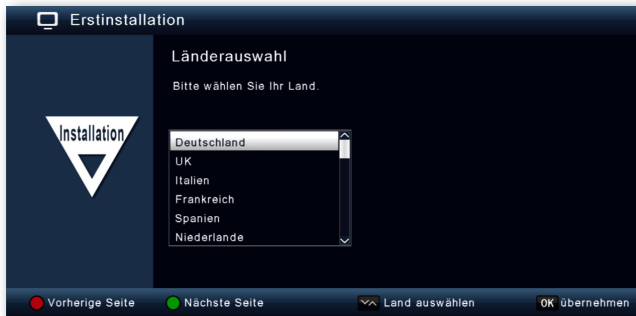 Erstinstallation
Länderauswahl
Bitte wählen Sie Ihr Land.
Installation
Deutschland
UK
Italien
Frankreich
Spanien
Niederlande
Vorherige Seite Nächste Seite Land auswählen OK übernehmen